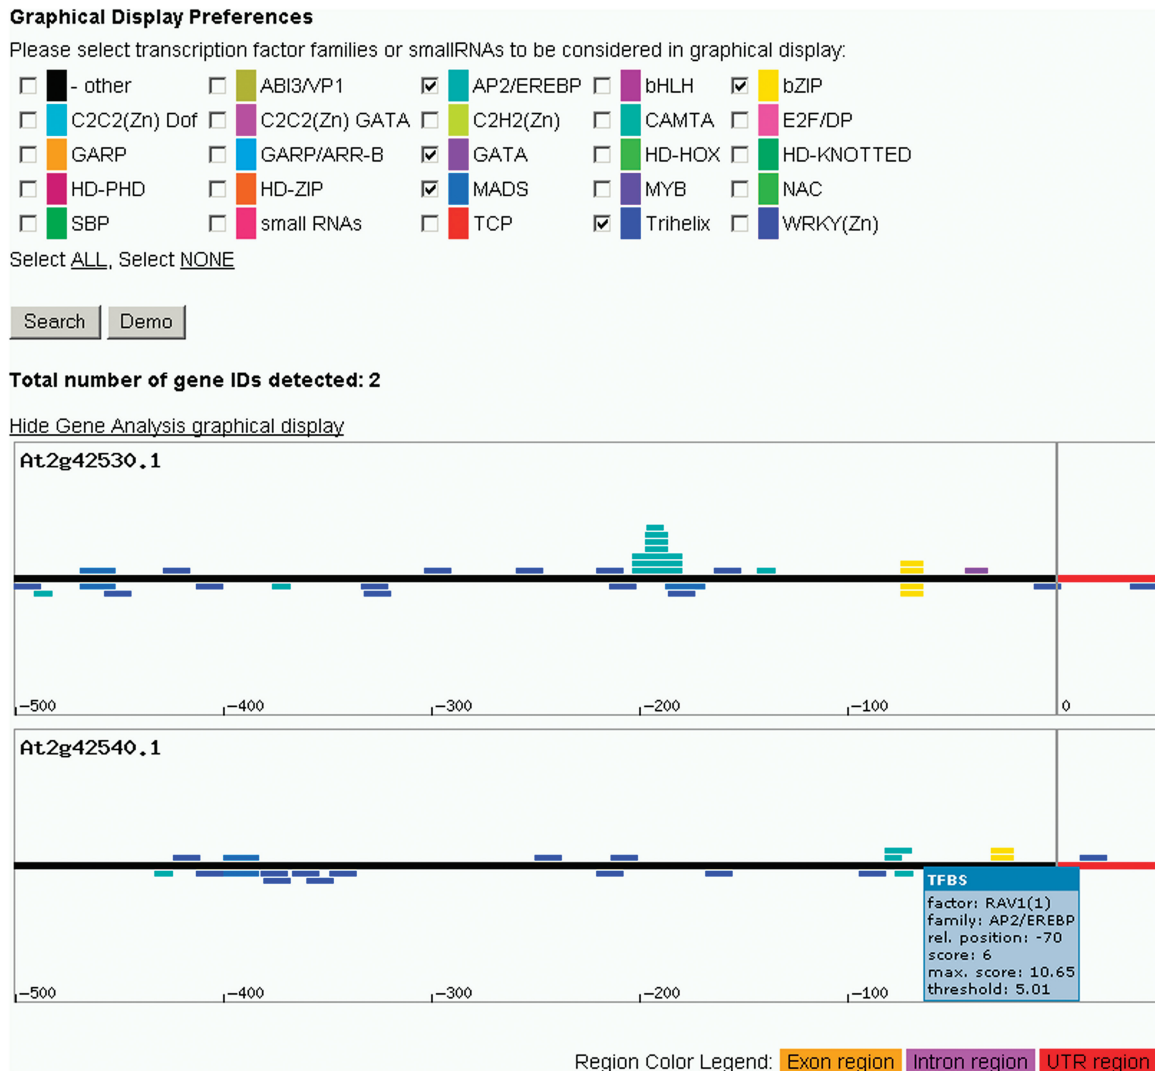 Graphical Display Preferences
Please select transcription factor families or smallRNAs to be considered in graphical display:
- other ABI3/VP1 AP2/EREBP bHLH bZIP
C2C2(Zn) Dof C2C2(Zn) GATA C2H2(Zn) CAMTA E2F/DP
GARP GARP/ARR-B GATA HD-HOX HD-KNOTTED
HD-PHD HD-ZIP MADS MYB NAC
SBP small RNAs TCP Trihelix WRKY(Zn)
Select ALL, Select NONE
Search Demo
Total number of gene IDs detected: 2
Hide Gene Analysis graphical display
At2g42530.1
-500 -400 -300 -200 -100 0
At2g42540.1
TFBS
factor: RAV1(1)
family: AP2/EREBP
rel. position: -70
score: 6
max. score: 10.65
threshold: 5.01
-500 -400 -300 -200 -100
Region Color Legend: Exon region Intron region UTR region